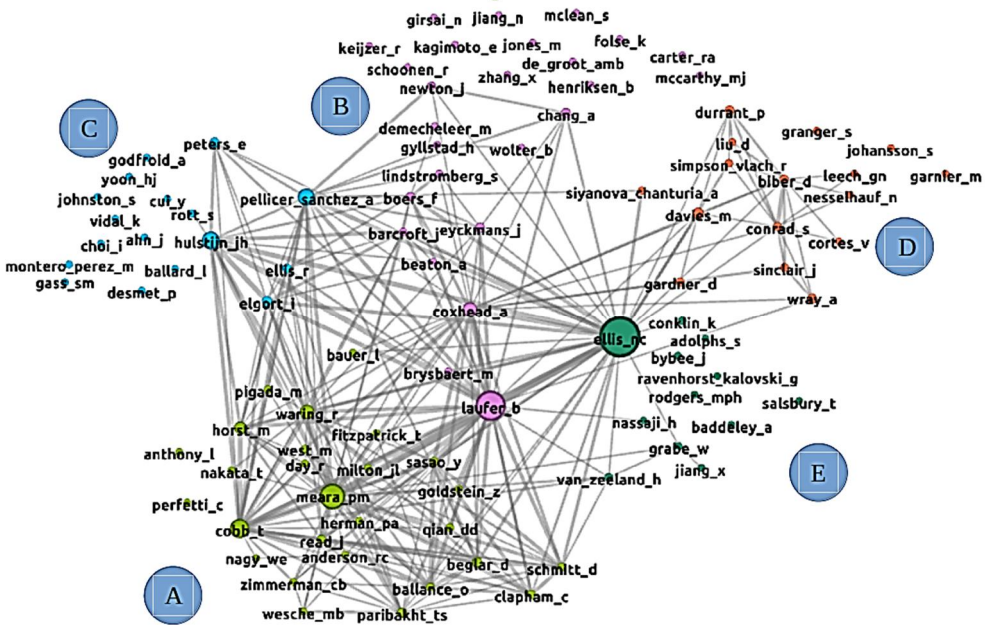 girsai_n jiang_n mclean_s
keijzer_r kagimoto_e jones_m folse_k
carter_ra
schoonen_r zhang_x de_groot_amb mccarthy_mj
newton_j henriksen_b
B
chang_a durrant_p
C
demecheleer_m granger_s
peters_e gyllstad_h wolter_b liu_d johansson_s
godfroid_a simpson_vlach_r
yoon_hj lindstromberg_s biber_d leech_gn garnier_m
johnston_s cut_y pellicer_sanchez_a boers_f siyanova_chanturia_a nesselhauf_n
vidal_k rott_s davies_m
choi_i ahn_j hulstijn_jh barcroft_j eyckmans_j conrad_s cortes_v
D
montero_perez_m ballard_l ellis_r beaton_a sinclair_j
gass_sm desmet_p gardner_d
elgort_i coxhead_a wray_a
conklin_k
ellis_nc adolphs_s
bauer_l bybee_j
brysbaert_m ravenhorst_kalovski_g
pigada_m rodgers_mph salsbury_t
waring_r laufer_b
horst_m fitzpatrick_t nassaji_h baddeley_a
anthony_l west_m grabe_w
nakata_t day_r milton_jl sasao_y jiang_x
E
van_zeeland_h
meara_pm goldstein_z
perfetti_c
cobb_t herman_pa qian_dd
read_j
nagy_we anderson_rc beglar_d schmitt_d
A
zimmerman_cb ballance_o clapham_c
wesche_mb paribakht_ts